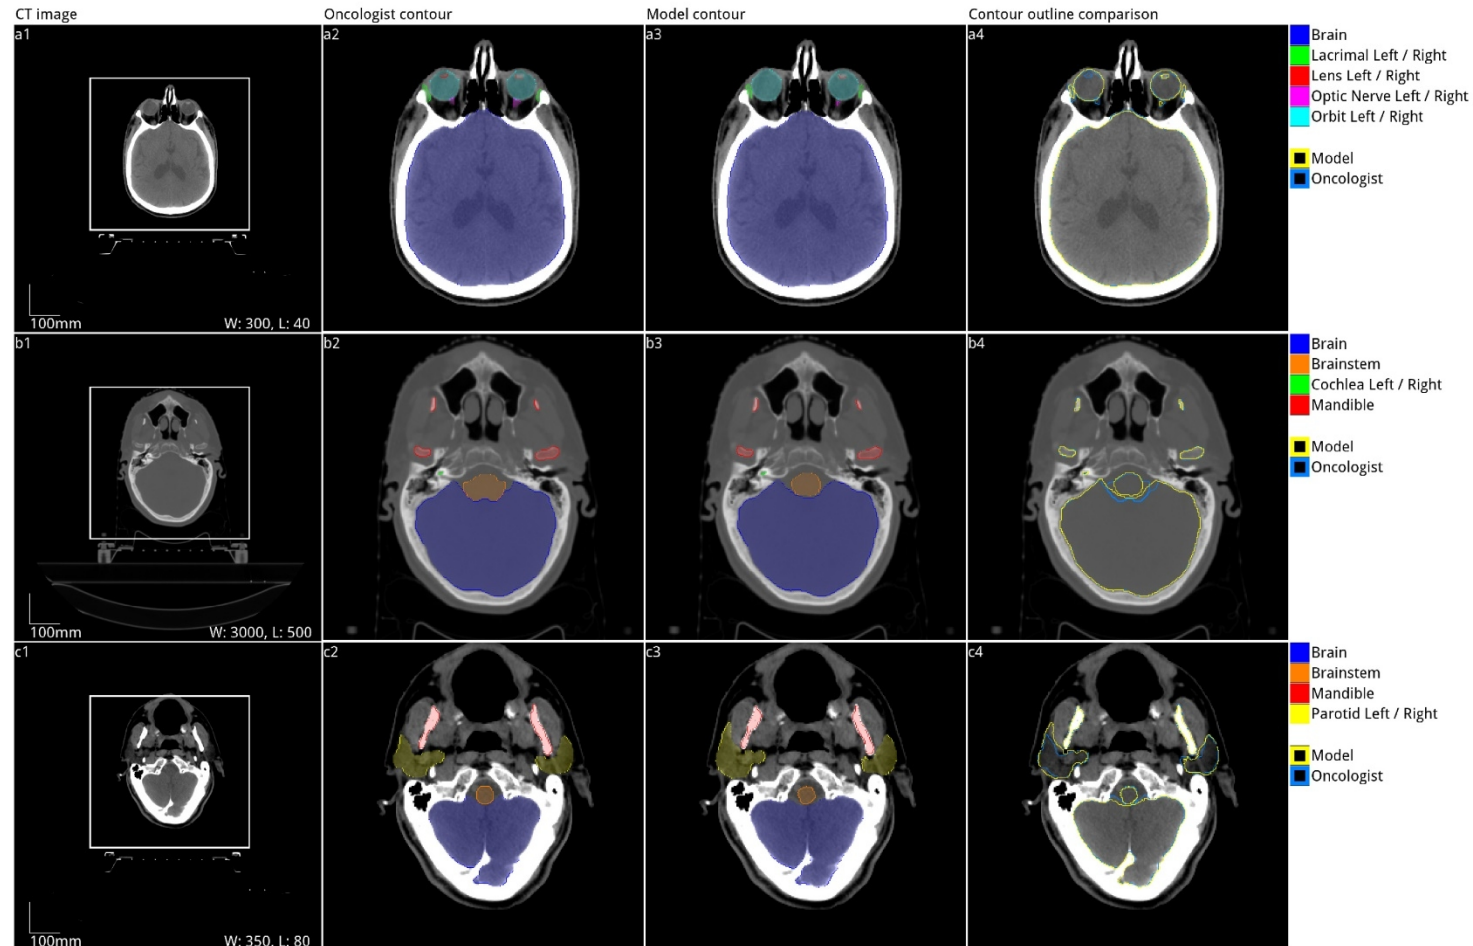 CT image
Oncologist contour
Model contour
Contour outline comparison
a1
100mm
W: 300, L: 40
a2
a3
a4
Brain
Lacrimal Left / Right
Lens Left / Right
Optic Nerve Left / Right
Orbit Left / Right
Model
Oncologist
b1
100mm
W: 3000, L: 500
b2
b3
b4
Brain
Brainstem
Cochlea Left / Right
Mandible
Model
Oncologist
c1
100mm
W: 350, L: 80
c2
c3
c4
Brain
Brainstem
Mandible
Parotid Left / Right
Model
Oncologist